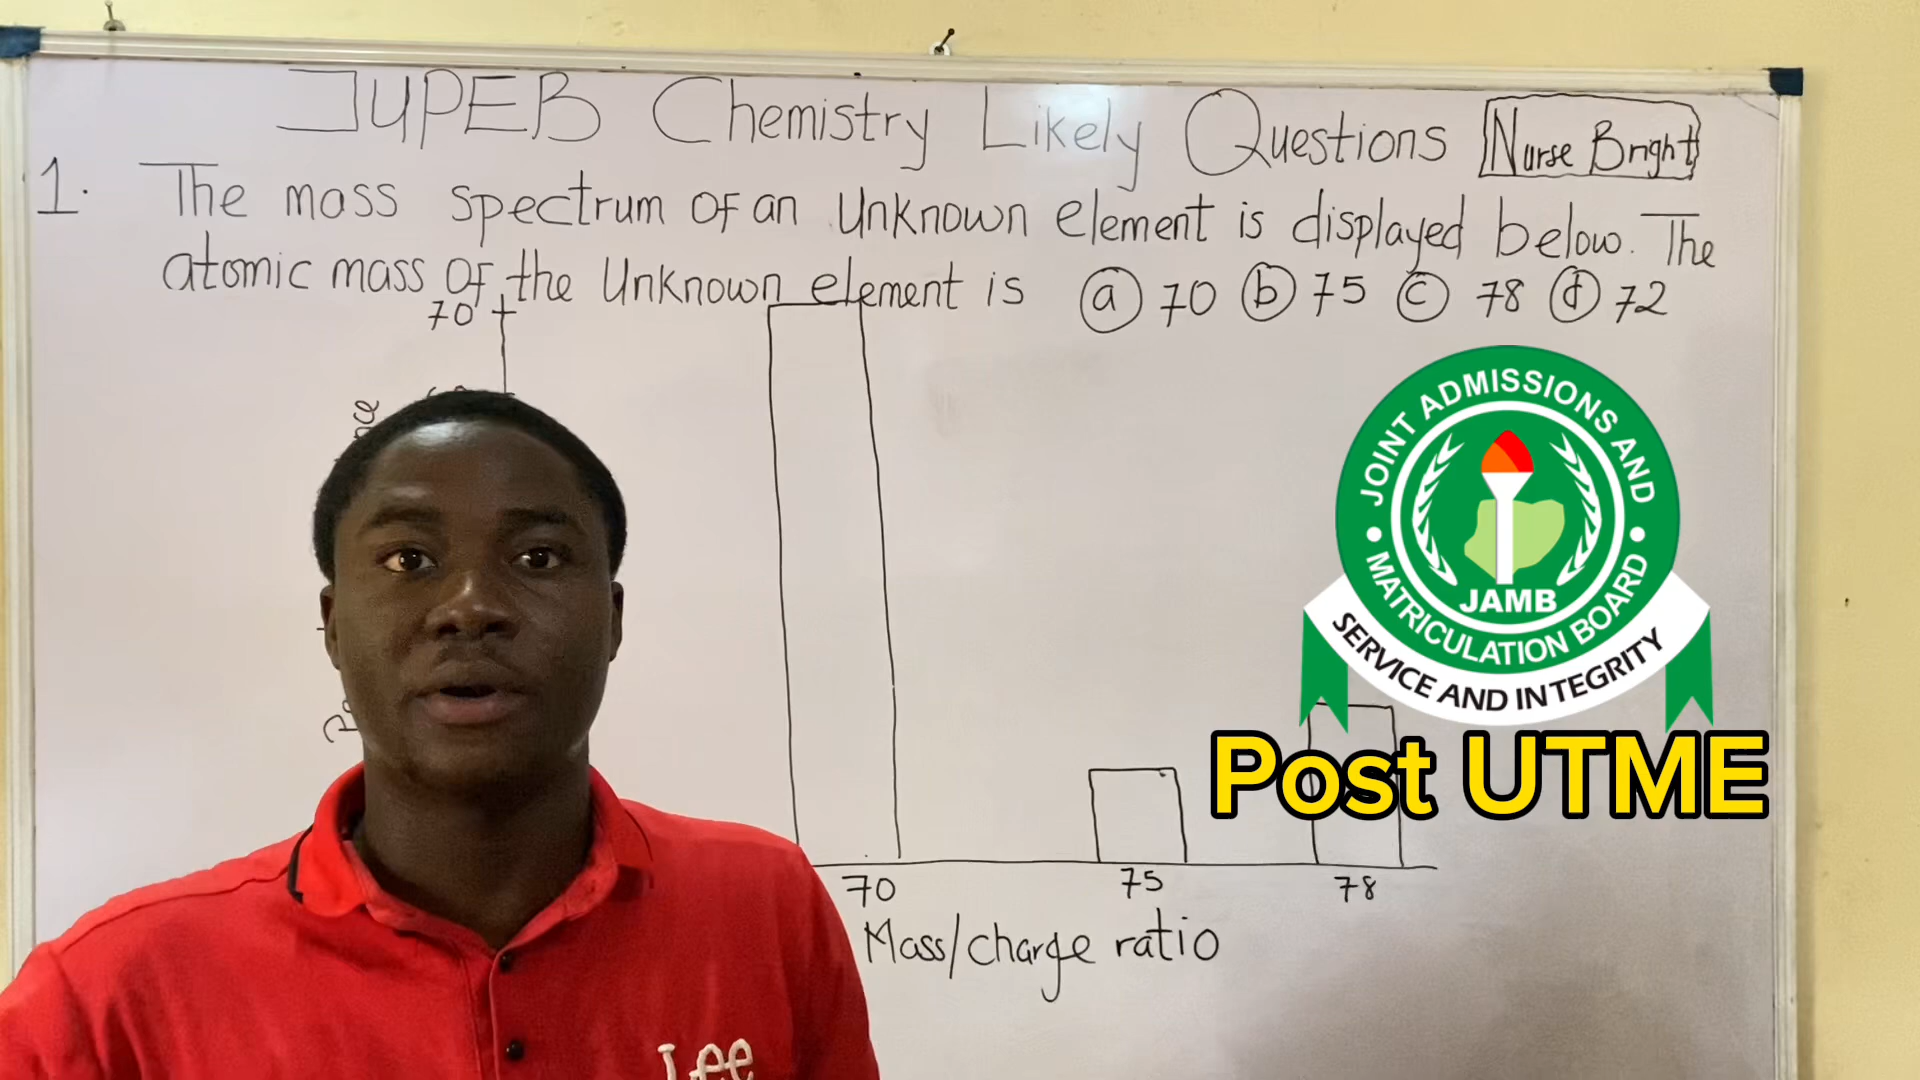 JUPEB Chemistry Likely Questions Nurse Bright
1. The mass spectrum of an Unknown element is displayed below. The
atomic mass of the Unknown element is (a) 70 (b) 75 (c) 78 (d) 72
70
JOINT ADMISSIONS AND
MATRICULATION BOARD
JAMB
SERVICE AND INTEGRITY
Post UTME
70 75 78
Mass/charge ratio
Lee